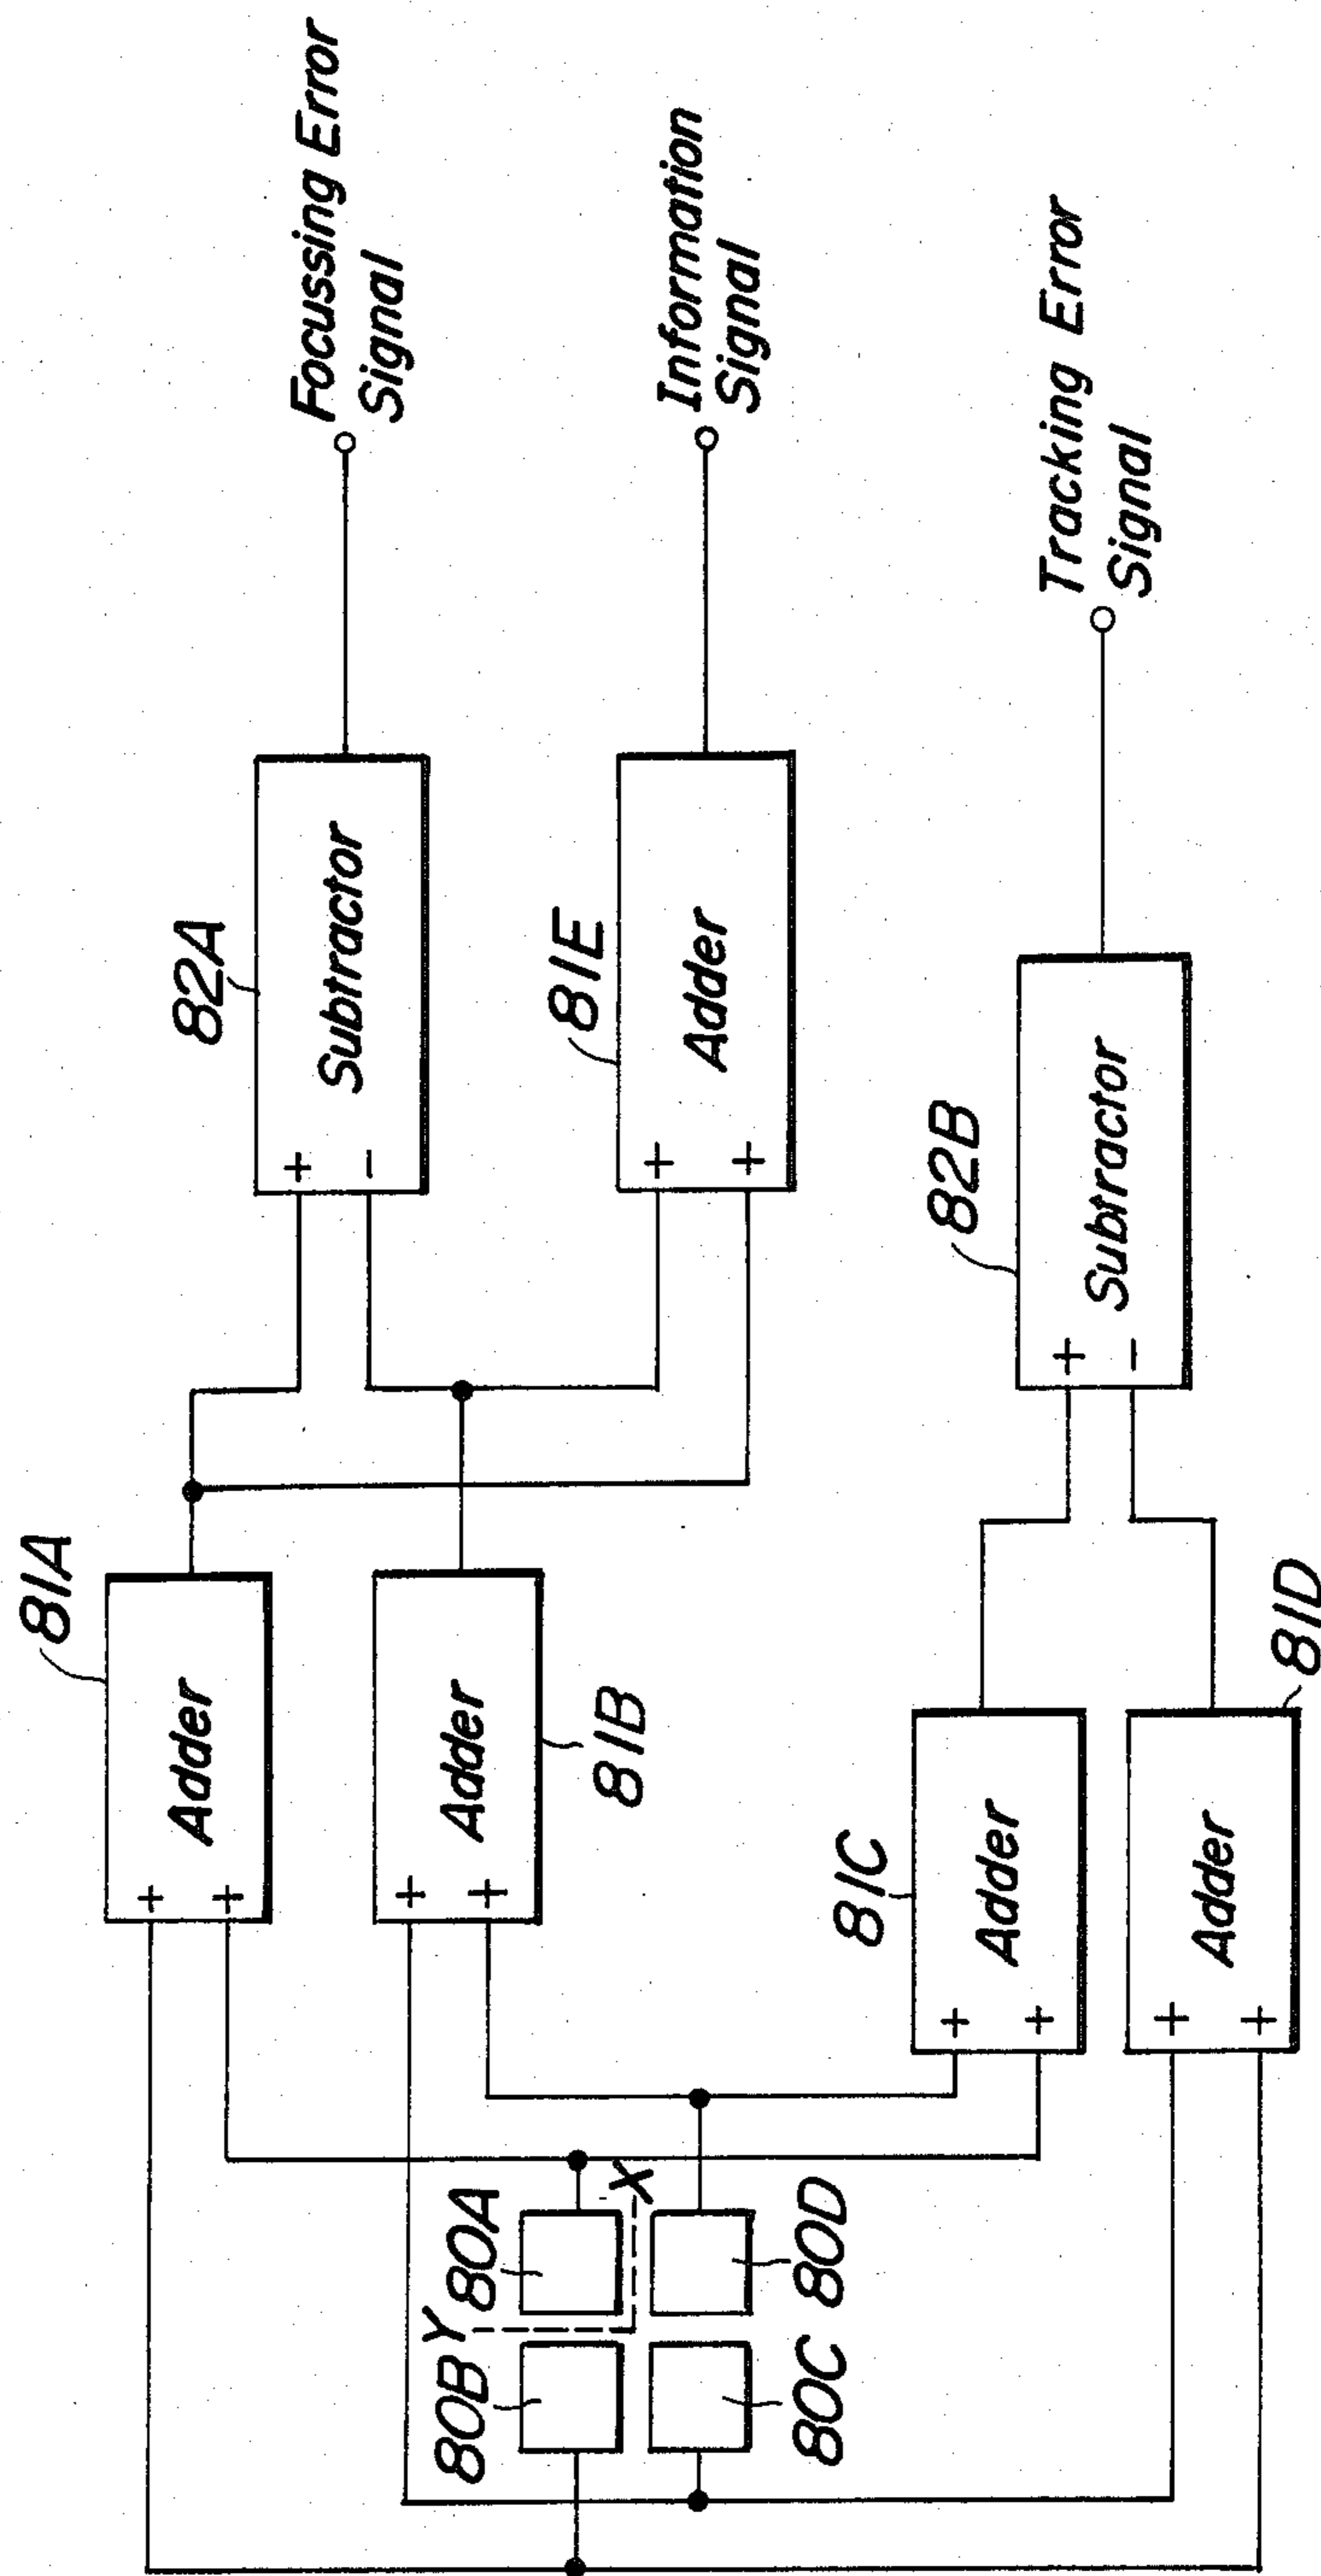 Focussing Error
Signal
Information
Signal
Tracking Error
Signal
82A
Subtractor
+
-
81E
Adder
+
+
82B
Subtractor
+
-
81A
Adder
+
+
81B
Adder
+
+
81C
Adder
+
+
81D
Adder
+
+
80A
80B
80C
80D
X
Y